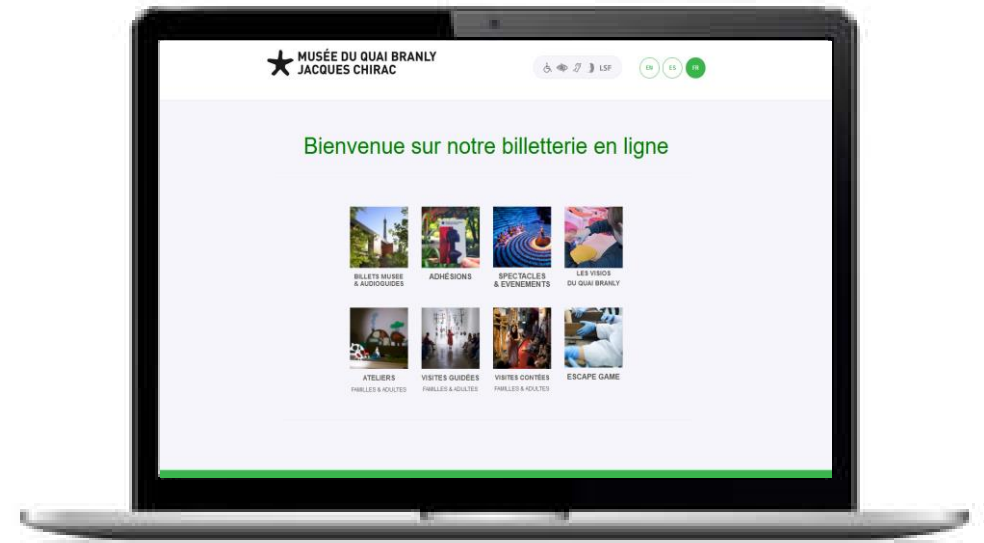 MUSÉE DU QUAI BRANLY
JACQUES CHIRAC
LSF
EN
ES
FR
Bienvenue sur notre billetterie en ligne
BILLETS MUSEE
& AUDIOGUIDES
ADHÉSIONS
SPECTACLES
& EVENEMENTS
LES VISIOS
DU QUAI BRANLY
ATELIERS
FAMILLES & ADULTES
VISITES GUIDÉES
FAMILLES & ADULTES
VISITES CONTÉES
FAMILLES & ADULTES
ESCAPE GAME